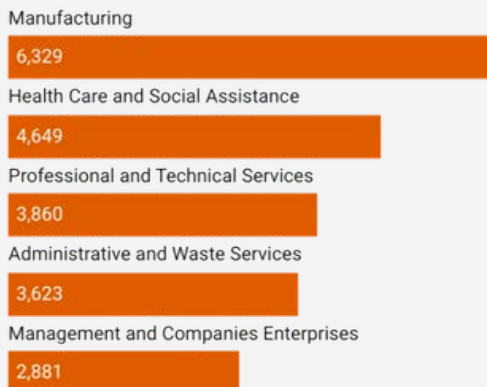 Manufacturing
6,329
Health Care and Social Assistance
4,649
Professional and Technical Services
3,860
Administrative and Waste Services
3,623
Management and Companies Enterprises
2,881